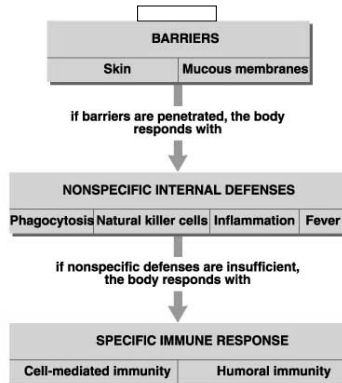 BARRIERS
Skin Mucous membranes
if barriers are penetrated, the body
responds with
NONSPECIFIC INTERNAL DEFENSES
Phagocytosis Natural killer cells Inflammation Fever
if nonspecific defenses are insufficient,
the body responds with
SPECIFIC IMMUNE RESPONSE
Cell-mediated immunity Humoral immunity